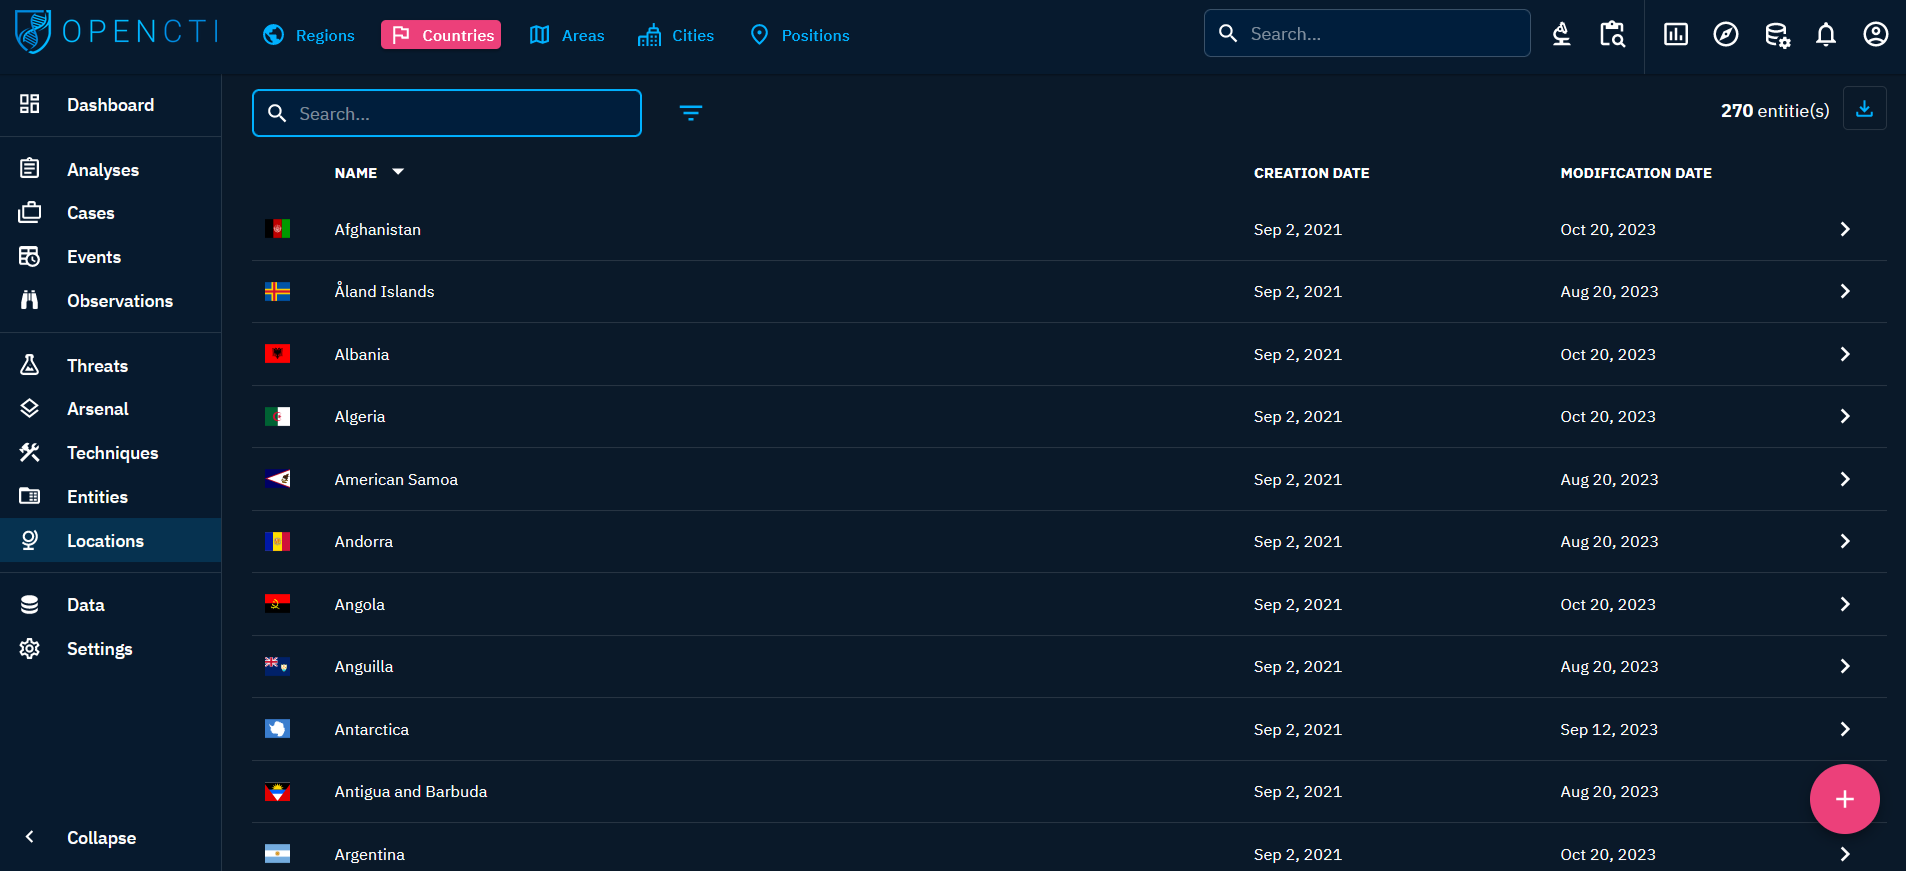 OPENCTI
Regions
Countries
Areas
Cities
Positions
Search...
Dashboard
Analyses
Cases
Events
Observations
Threats
Arsenal
Techniques
Entities
Locations
Data
Settings
Collapse
Search...
270 entitie(s)
NAME CREATION DATE MODIFICATION DATE
Afghanistan Sep 2, 2021 Oct 20, 2023
Åland Islands Sep 2, 2021 Aug 20, 2023
Albania Sep 2, 2021 Oct 20, 2023
Algeria Sep 2, 2021 Oct 20, 2023
American Samoa Sep 2, 2021 Aug 20, 2023
Andorra Sep 2, 2021 Aug 20, 2023
Angola Sep 2, 2021 Oct 20, 2023
Anguilla Sep 2, 2021 Aug 20, 2023
Antarctica Sep 2, 2021 Sep 12, 2023
Antigua and Barbuda Sep 2, 2021 Aug 20, 2023
Argentina Sep 2, 2021 Oct 20, 2023